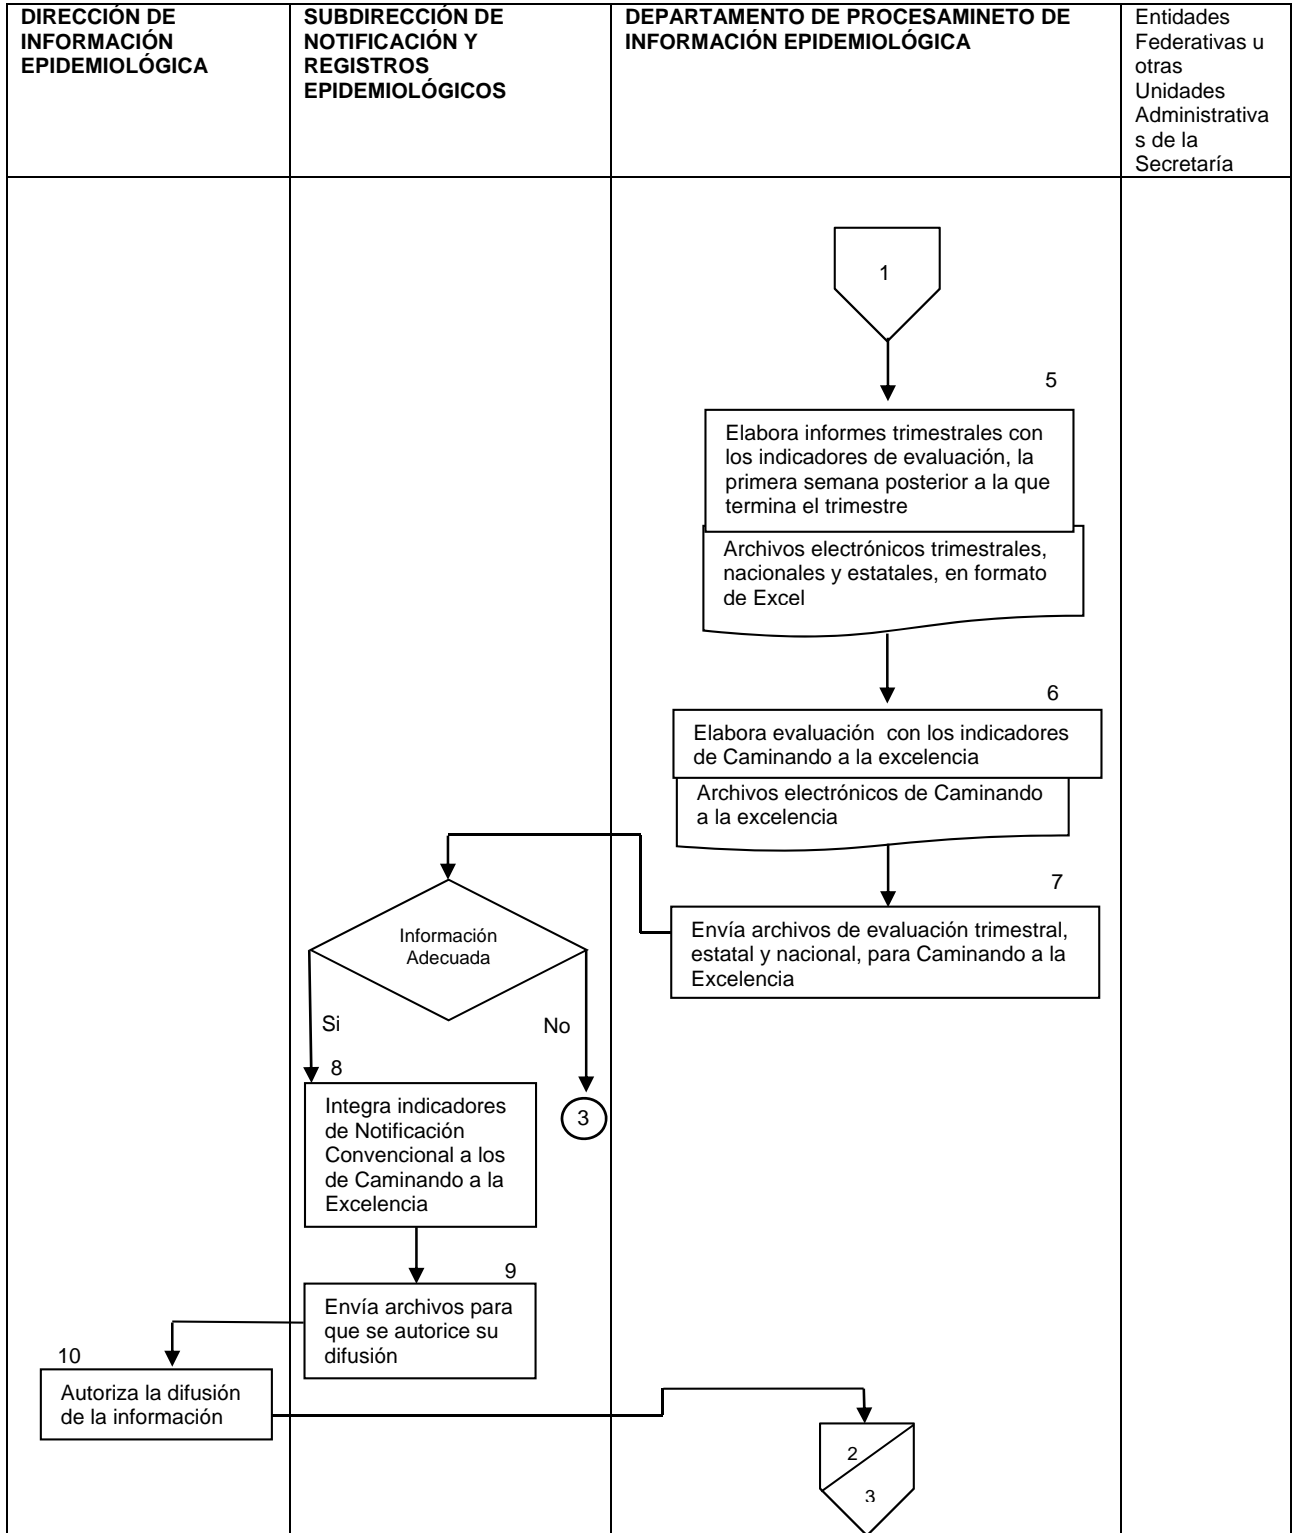 DIRECCIÓN DE
INFORMACIÓN
EPIDEMIOLÓGICA
SUBDIRECCIÓN DE
NOTIFICACIÓN Y
REGISTROS
EPIDEMIOLÓGICOS
DEPARTAMENTO DE PROCESAMINETO DE
INFORMACIÓN EPIDEMIOLÓGICA
Entidades
Federativas u
otras
Unidades
Administrativa
s de la
Secretaría
1
5
Elabora informes trimestrales con
los indicadores de evaluación, la
primera semana posterior a la que
termina el trimestre
Archivos electrónicos trimestrales,
nacionales y estatales, en formato
de Excel
6
Elabora evaluación con los indicadores
de Caminando a la excelencia
Archivos electrónicos de Caminando
a la excelencia
7
Envía archivos de evaluación trimestral,
estatal y nacional, para Caminando a la
Excelencia
Información
Adecuada
Si
No
8
Integra indicadores
de Notificación
Convencional a los
de Caminando a la
Excelencia
3
9
Envía archivos para
que se autorice su
difusión
10
Autoriza la difusión
de la información
2
3